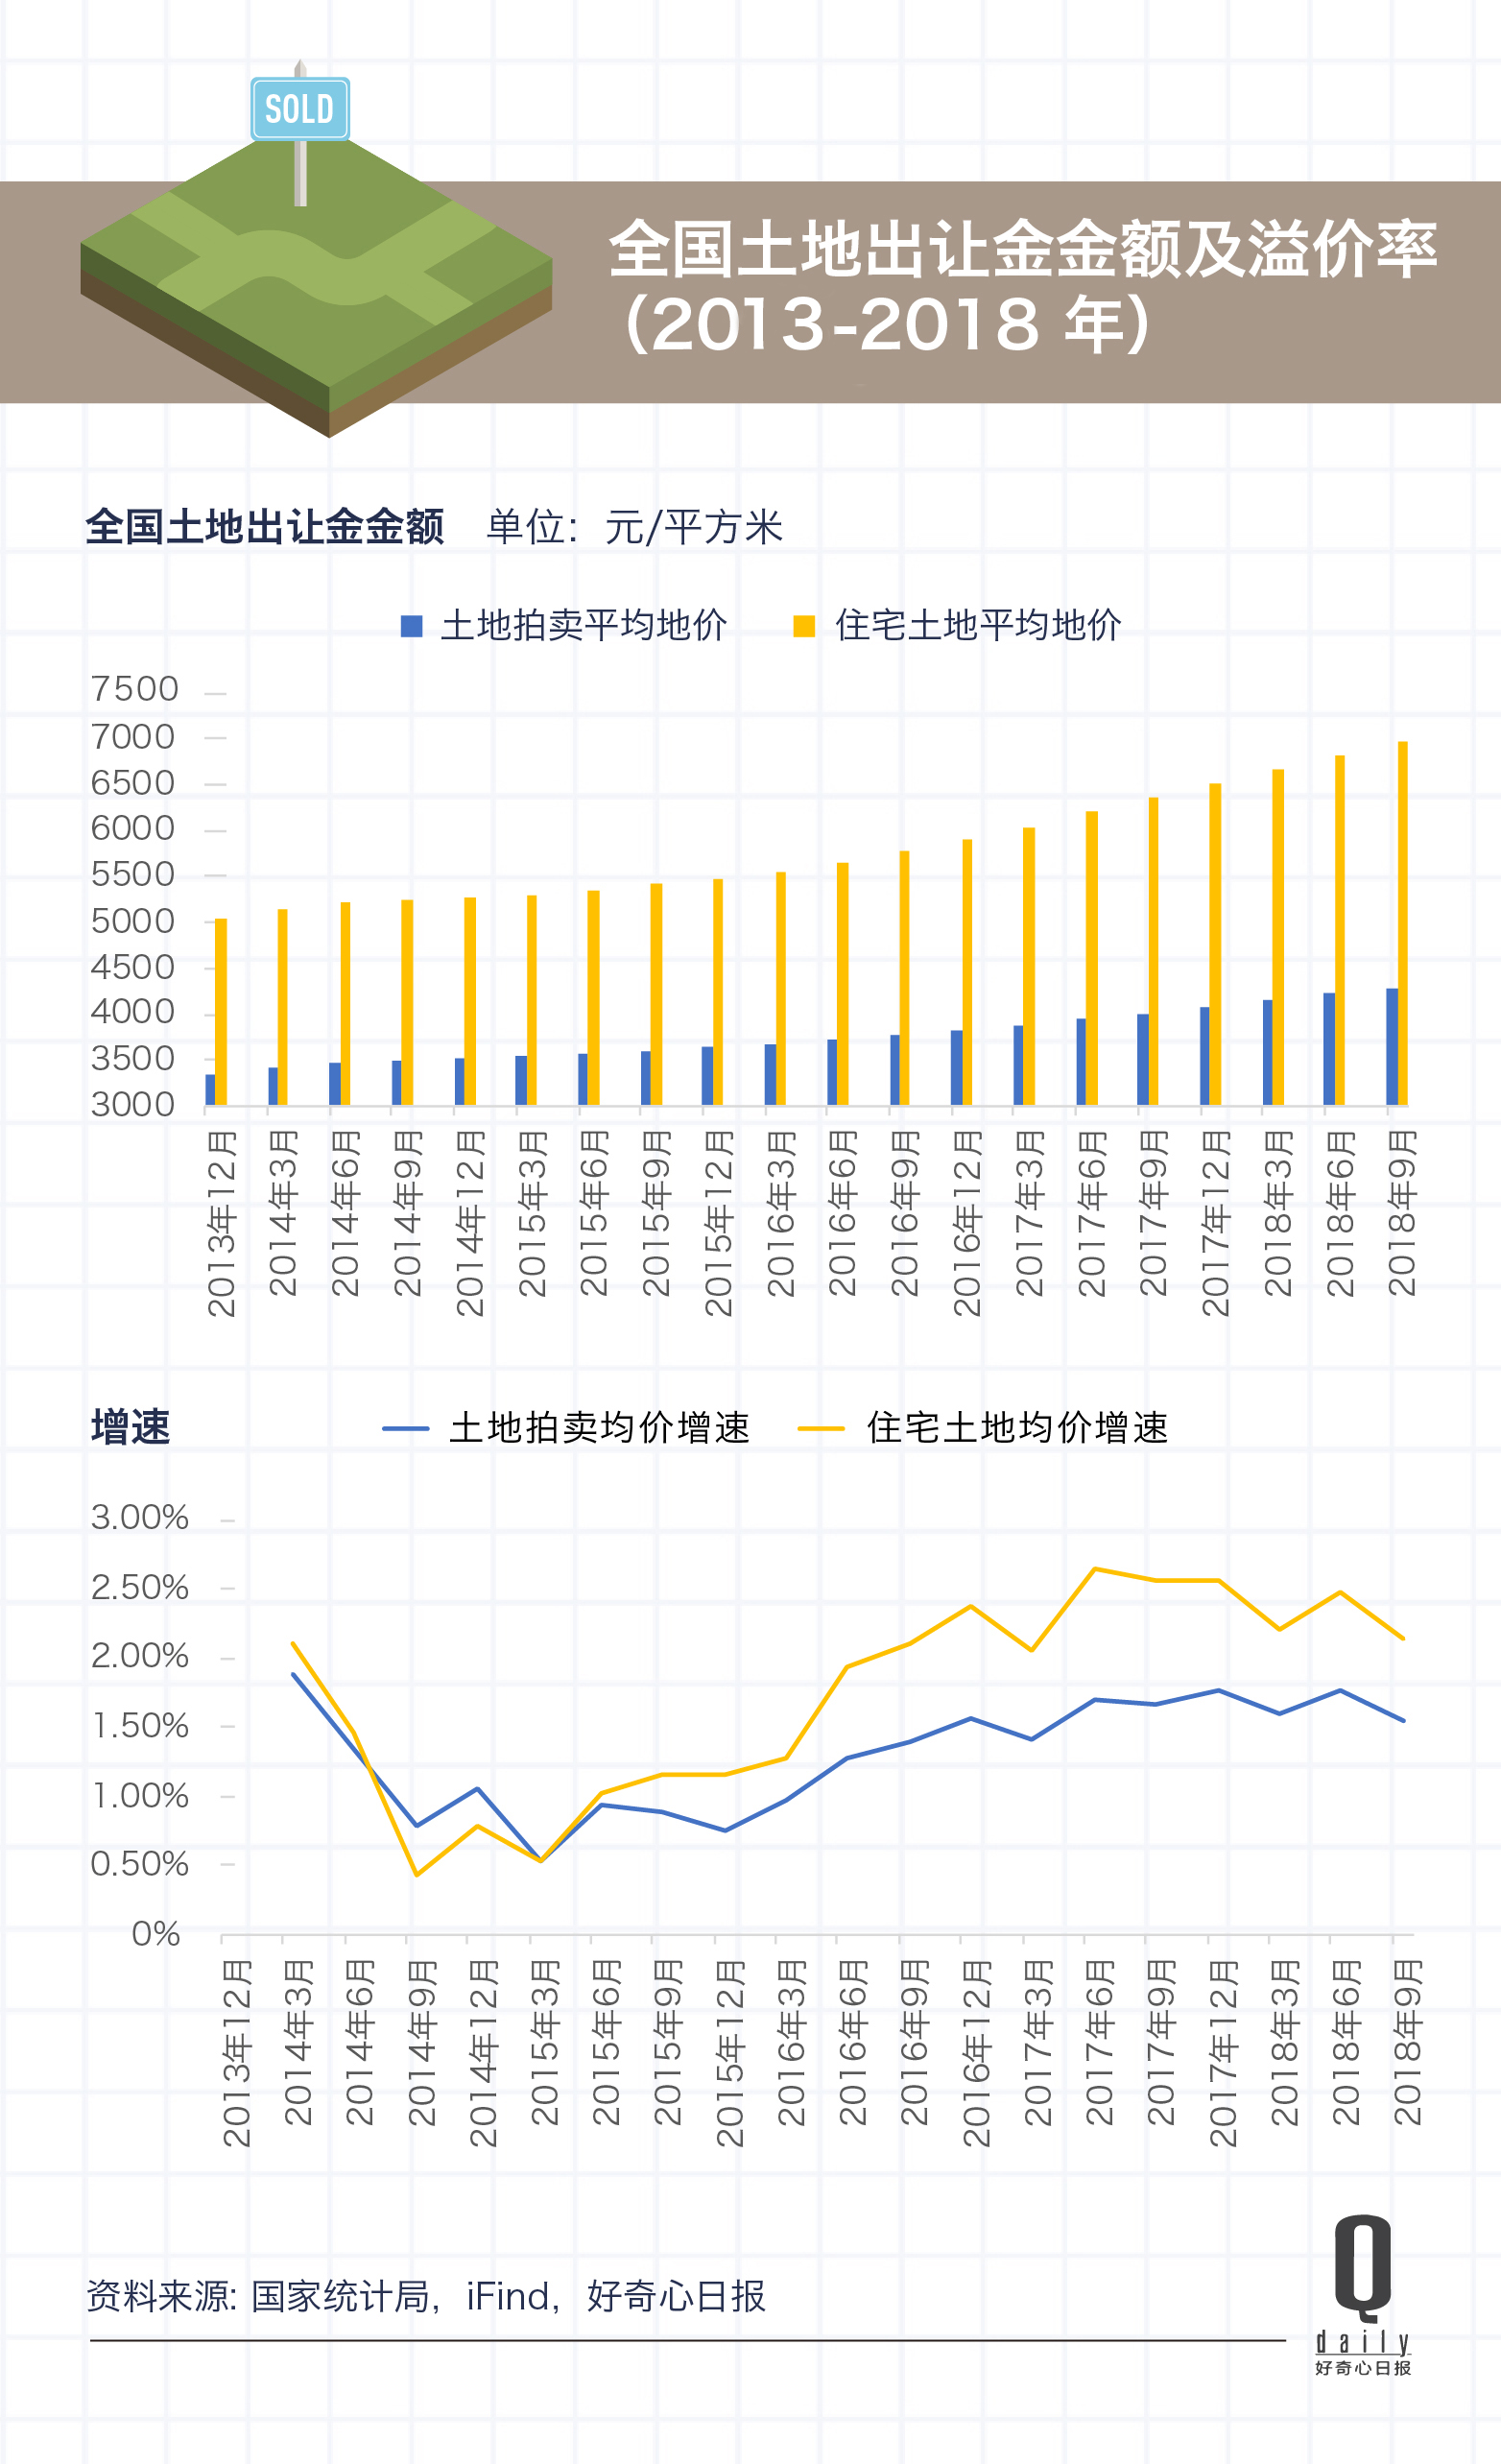 SOLD
全国土地出让金金额及溢价率
（2013-2018 年）
全国土地出让金金额 单位：元/平方米
土地拍卖平均地价 住宅土地平均地价
7500
7000
6500
6000
5500
5000
4500
4000
3500
3000
2013年12月
2014年3月
2014年6月
2014年9月
2014年12月
2015年3月
2015年6月
2015年9月
2015年12月
2016年3月
2016年6月
2016年9月
2016年12月
2017年3月
2017年6月
2017年9月
2017年12月
2018年3月
2018年6月
2018年9月
增速 土地拍卖均价增速 住宅土地均价增速
3.00%
2.50%
2.00%
1.50%
1.00%
0.50%
0%
2013年12月
2014年3月
2014年6月
2014年9月
2014年12月
2015年3月
2015年6月
2015年9月
2015年12月
2016年3月
2016年6月
2016年9月
2016年12月
2017年3月
2017年6月
2017年9月
2017年12月
2018年3月
2018年6月
2018年9月
资料来源: 国家统计局，iFind，好奇心日报
Q
daily
好奇心日报